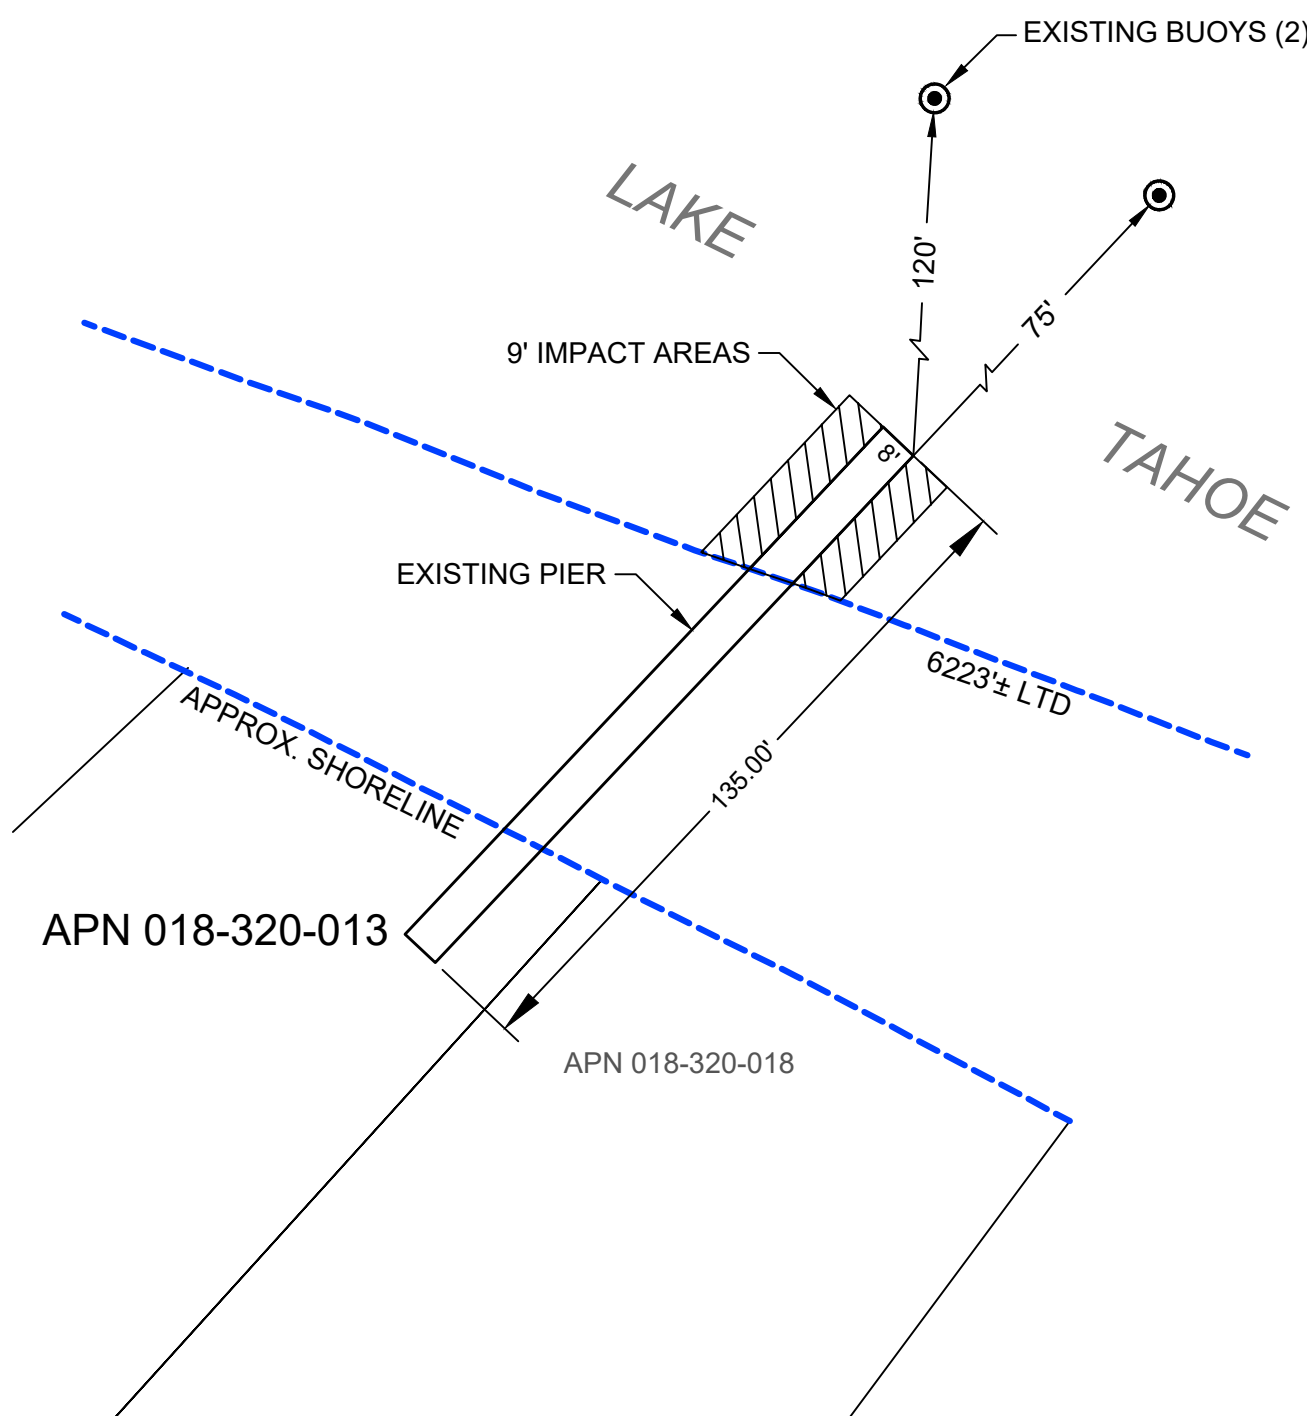 EXISTING BUOYS (2)
LAKE
120'
75'
9' IMPACT AREAS
TAHOE
8'
EXISTING PIER
6223'± LTD
APPROX. SHORELINE
135.00'
APN 018-320-013
APN 018-320-018